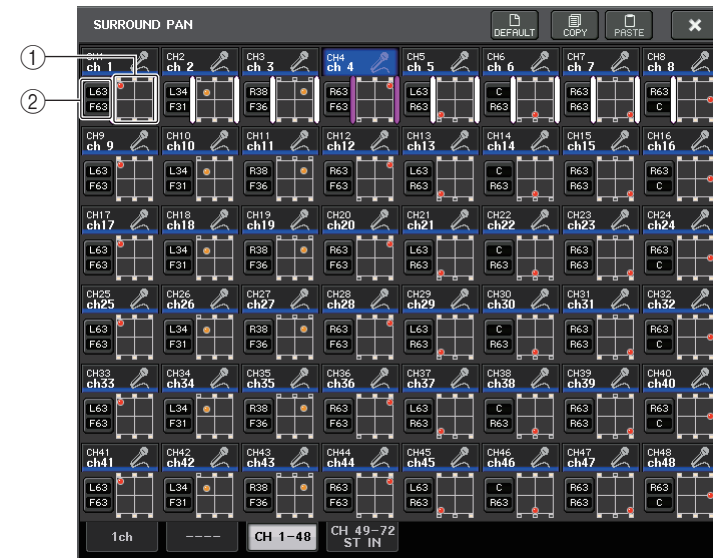 SURROUND PAN DEFAULT COPY PASTE
① CH2 CH3 CH4 CH5 CH6 CH7 CH8
ch 1 ch 2 ch 3 ch 4 ch 5 ch 6 ch 7 ch 8
② L63 L34 R38 R63 L63 C R63 R63
F63 F31 F36 F63 R63 R63 R63 C
CH9 CH10 CH11 CH12 CH13 CH14 CH15 CH16
ch 9 ch10 ch11 ch12 ch13 ch14 ch15 ch16
L63 L34 R38 R63 L63 C R63 R63
F63 F31 F36 F63 R63 R63 R63 C
CH17 CH18 CH19 CH20 CH21 CH22 CH23 CH24
ch17 ch18 ch19 ch20 ch21 ch22 ch23 ch24
L63 L34 R38 R63 L63 C R63 R63
F63 F31 F36 F63 R63 R63 R63 C
CH25 CH26 CH27 CH28 CH29 CH30 CH31 CH32
ch25 ch26 ch27 ch28 ch29 ch30 ch31 ch32
L63 L34 R38 R63 L63 C R63 R63
F63 F31 F36 F63 R63 R63 R63 C
CH33 CH34 CH35 CH36 CH37 CH38 CH39 CH40
ch33 ch34 ch35 ch36 ch37 ch38 ch39 ch40
L63 L34 R38 R63 L63 C R63 R63
F63 F31 F36 F63 R63 R63 R63 C
CH41 CH42 CH43 CH44 CH45 CH46 CH47 CH48
ch41 ch42 ch43 ch44 ch45 ch46 ch47 ch48
L63 L34 R38 R63 L63 C R63 R63
F63 F31 F36 F63 R63 R63 R63 C
1ch ---- CH 1-48 CH 49-72
ST IN